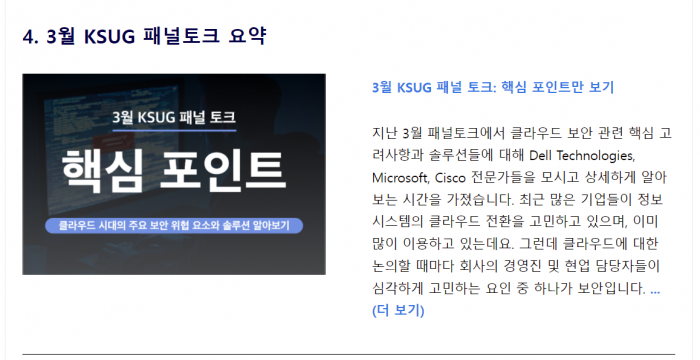 4. 3월 KSUG 패널토크 요약
3월 KSUG 패널 토크
핵심 포인트
클라우드 시대의 주요 보안 위협 요소와 솔루션 알아보기
3월 KSUG 패널 토크: 핵심 포인트만 보기
지난 3월 패널토크에서 클라우드 보안 관련 핵심 고
려사항과 솔루션들에 대해 Dell Technologies,
Microsoft, Cisco 전문가들을 모시고 상세하게 알아
보는 시간을 가졌습니다. 최근 많은 기업들이 정보
시스템의 클라우드 전환을 고민하고 있으며, 이미
많이 이용하고 있는데요. 그런데 클라우드에 대한
논의할 때마다 회사의 경영진 및 현업 담당자들이
심각하게 고민하는 요인 중 하나가 보안입니다. ...
(더 보기)